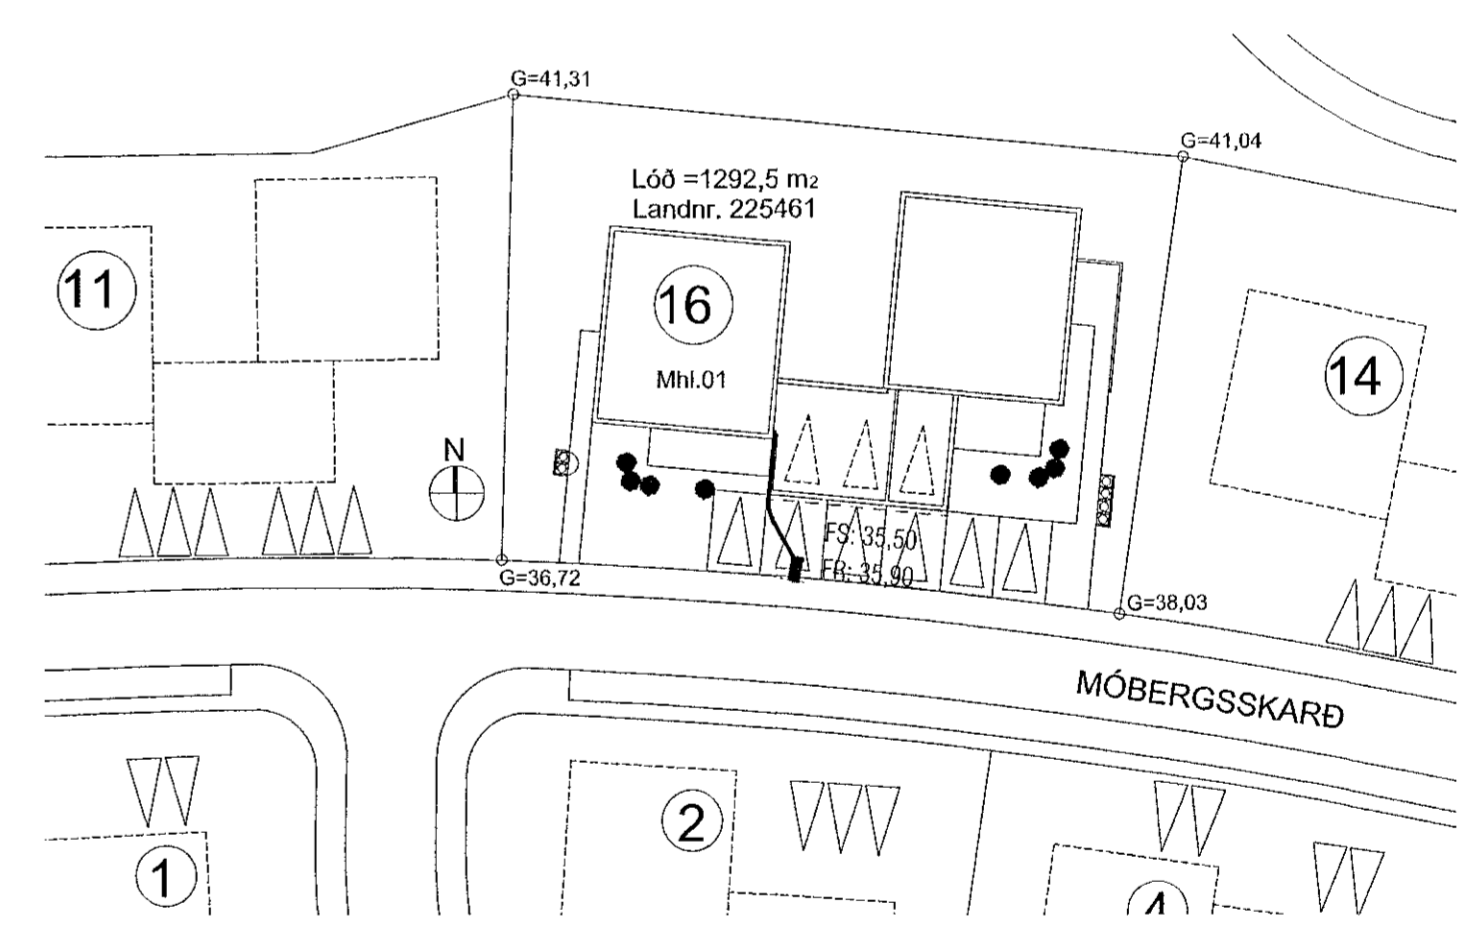 G=41,31
G=41,04
Lóð =1292,5 m2
Landnr. 225461
11
16
Mhl.01
14
N
FS: 35,50
FR: 35,90
G=36,72
G=38,03
MÓBERGSSKARÐ
2
1
4